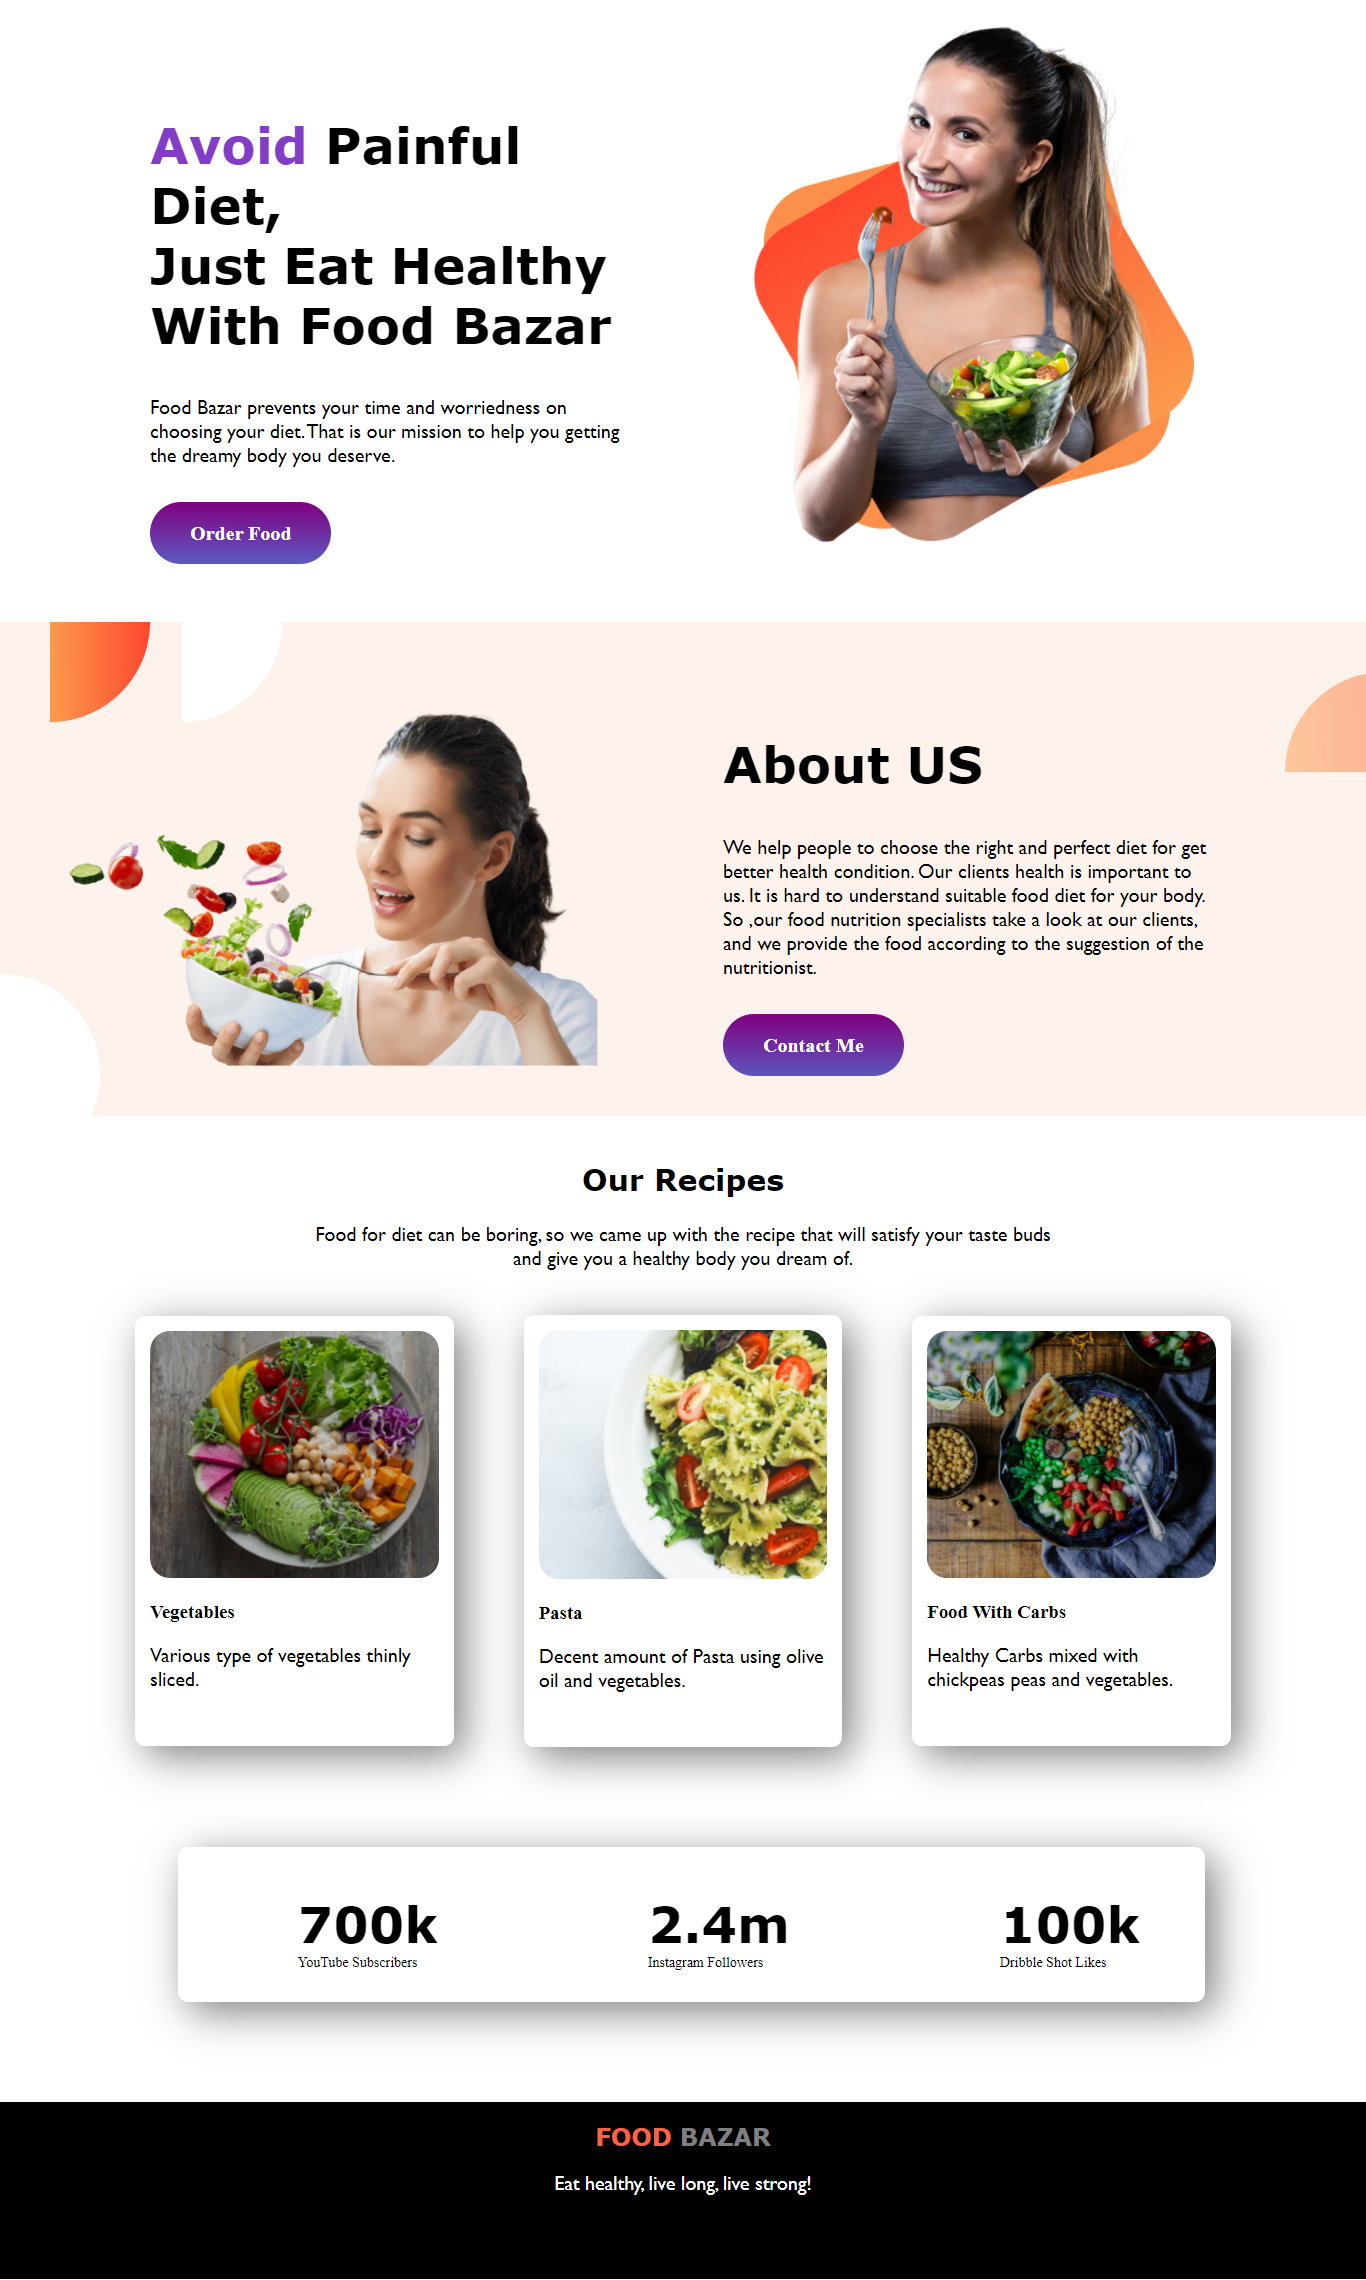 Avoid Painful
Diet,
Just Eat Healthy
With Food Bazar
Food Bazar prevents your time and worriedness on
choosing your diet. That is our mission to help you getting
the dreamy body you deserve.
Order Food
About US
We help people to choose the right and perfect diet for get
better health condition. Our clients health is important to
us. It is hard to understand suitable food diet for your body.
So ,our food nutrition specialists take a look at our clients,
and we provide the food according to the suggestion of the
nutritionist.
Contact Me
Our Recipes
Food for diet can be boring, so we came up with the recipe that will satisfy your taste buds
and give you a healthy body you dream of.
Vegetables
Various type of vegetables thinly
sliced.
Pasta
Decent amount of Pasta using olive
oil and vegetables.
Food With Carbs
Healthy Carbs mixed with
chickpeas peas and vegetables.
700k
YouTube Subscribers
2.4m
Instagram Followers
100k
Dribble Shot Likes
FOOD BAZAR
Eat healthy, live long, live strong!